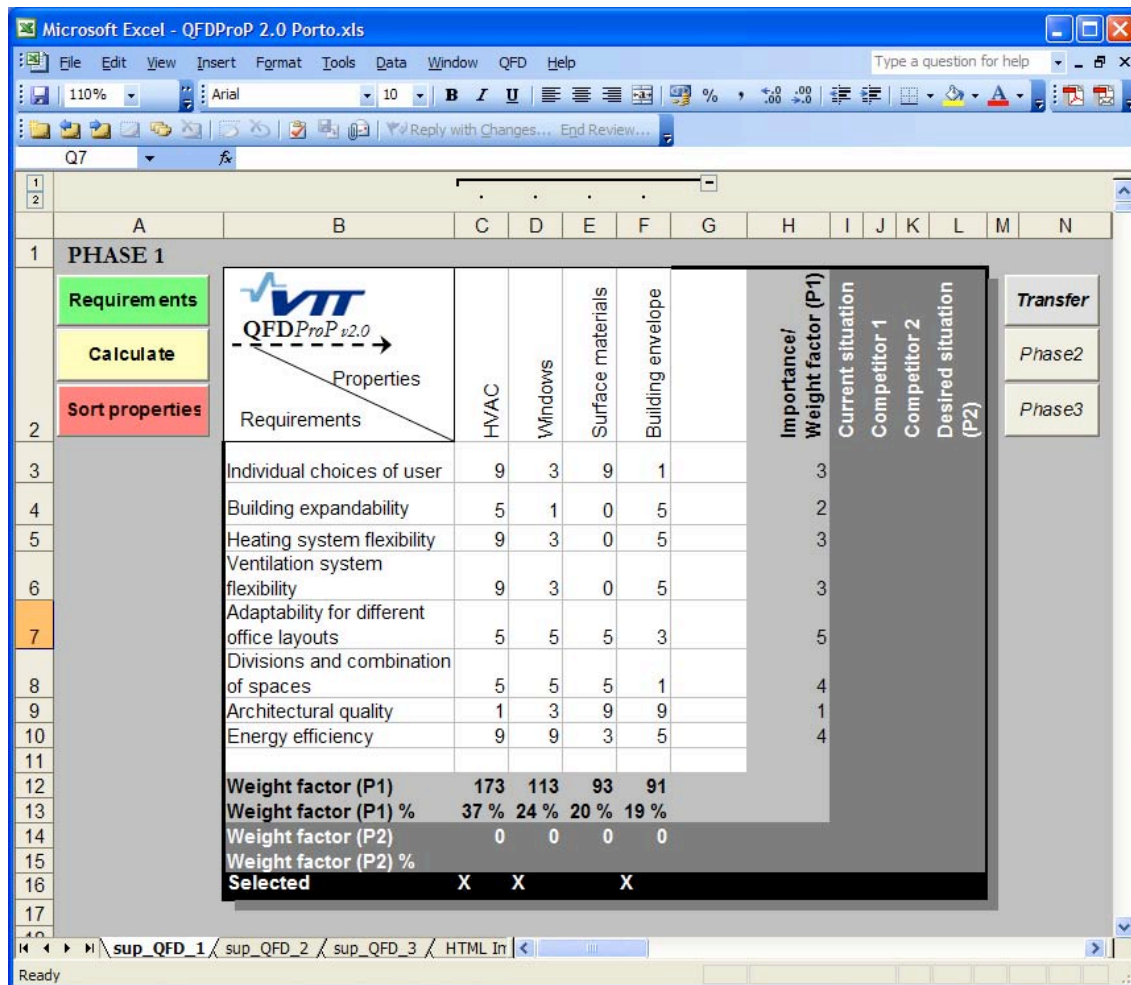 Microsoft Excel - QFDProP 2.0 Porto.xls
File Edit View Insert Format Tools Data Window QFD Help Type a question for help
110% Arial 10 B I U % , A
Reply with Changes... End Review...
Q7 fx
1
2
A B C D E F G H I J K L M N
1 PHASE 1
Requirements
Calculate
Sort properties
VTT
QFDProP v2.0
Properties
Requirements
HVAC
Windows
Surface materials
Building envelope
Importance/
Weight factor (P1)
Current situation
Competitor 1
Competitor 2
Desired situation
(P2)
Transfer
Phase2
Phase3
2
3 Individual choices of user 9 3 9 1 3
4 Building expandability 5 1 0 5 2
5 Heating system flexibility 9 3 0 5 3
Ventilation system
6 flexibility 9 3 0 5 3
Adaptability for different
7 office layouts 5 5 5 3 5
Divisions and combination
8 of spaces 5 5 5 1 4
9 Architectural quality 1 3 9 9 1
10 Energy efficiency 9 9 3 5 4
11
12 Weight factor (P1) 173 113 93 91
13 Weight factor (P1) % 37 % 24 % 20 % 19 %
14 Weight factor (P2) 0 0 0 0
15 Weight factor (P2) %
16 Selected X X X
17
sup_QFD_1 / sup_QFD_2 / sup_QFD_3 / HTML In
Ready